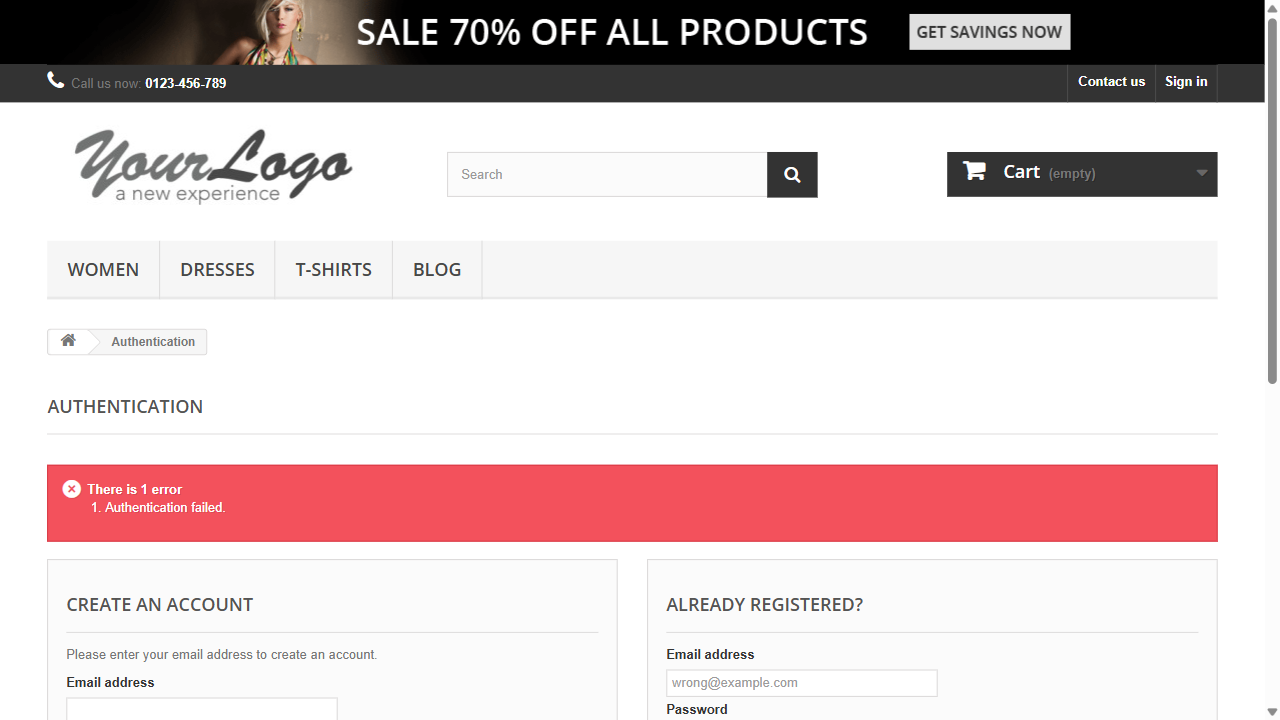 SALE 70% OFF ALL PRODUCTS GET SAVINGS NOW
Call us now: 0123-456-789 Contact us Sign in
Your Logo
a new experience
Search
Cart (empty)
WOMEN DRESSES T-SHIRTS BLOG
Authentication
AUTHENTICATION
There is 1 error
1. Authentication failed.
CREATE AN ACCOUNT
Please enter your email address to create an account.
Email address
ALREADY REGISTERED?
Email address
wrong@example.com
Password